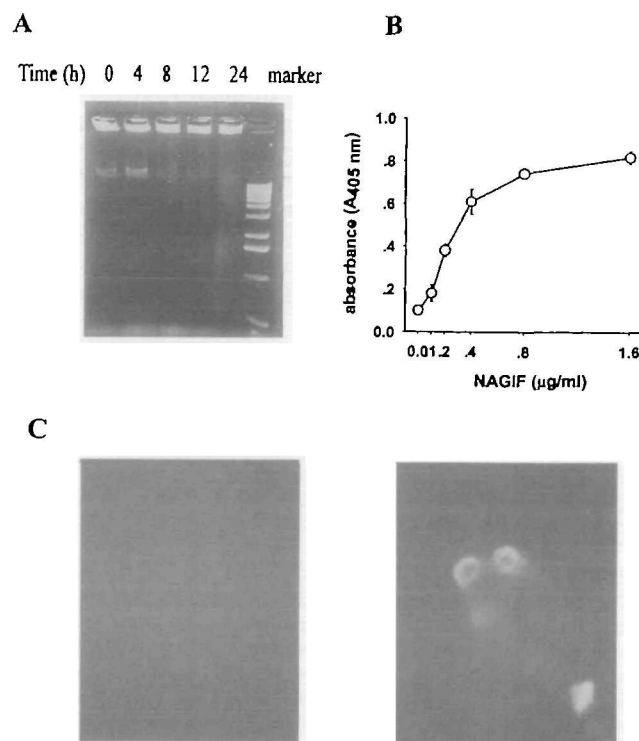 A
B
Time (h) 0 4 8 12 24 marker
1.0
.8
.6
.4
.2
0.0
absorbance (A405 nm)
0.01.2 .4 .8 1.6
NAGIF (µg/ml)
C